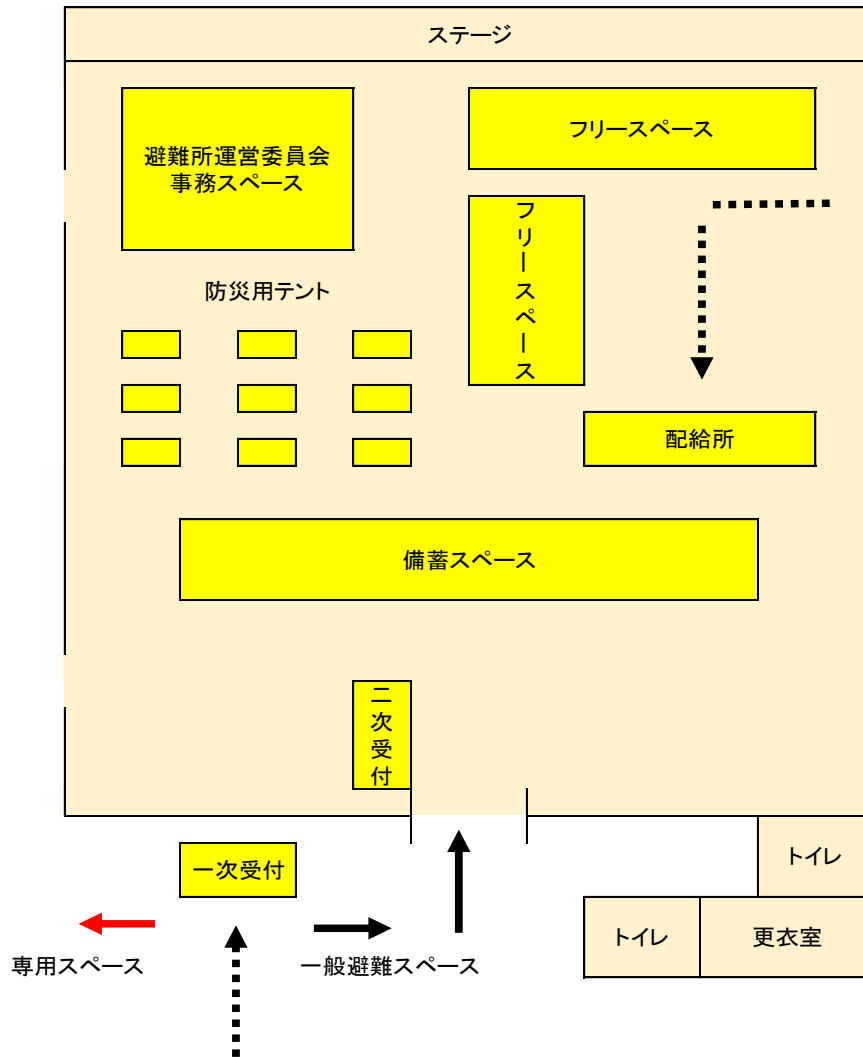 ステージ
避難所運営委員会
事務スペース
フリースペース
フリースペース
防災用テント
配給所
備蓄スペース
二次受付
一次受付
トイレ
トイレ
更衣室
専用スペース
一般避難スペース